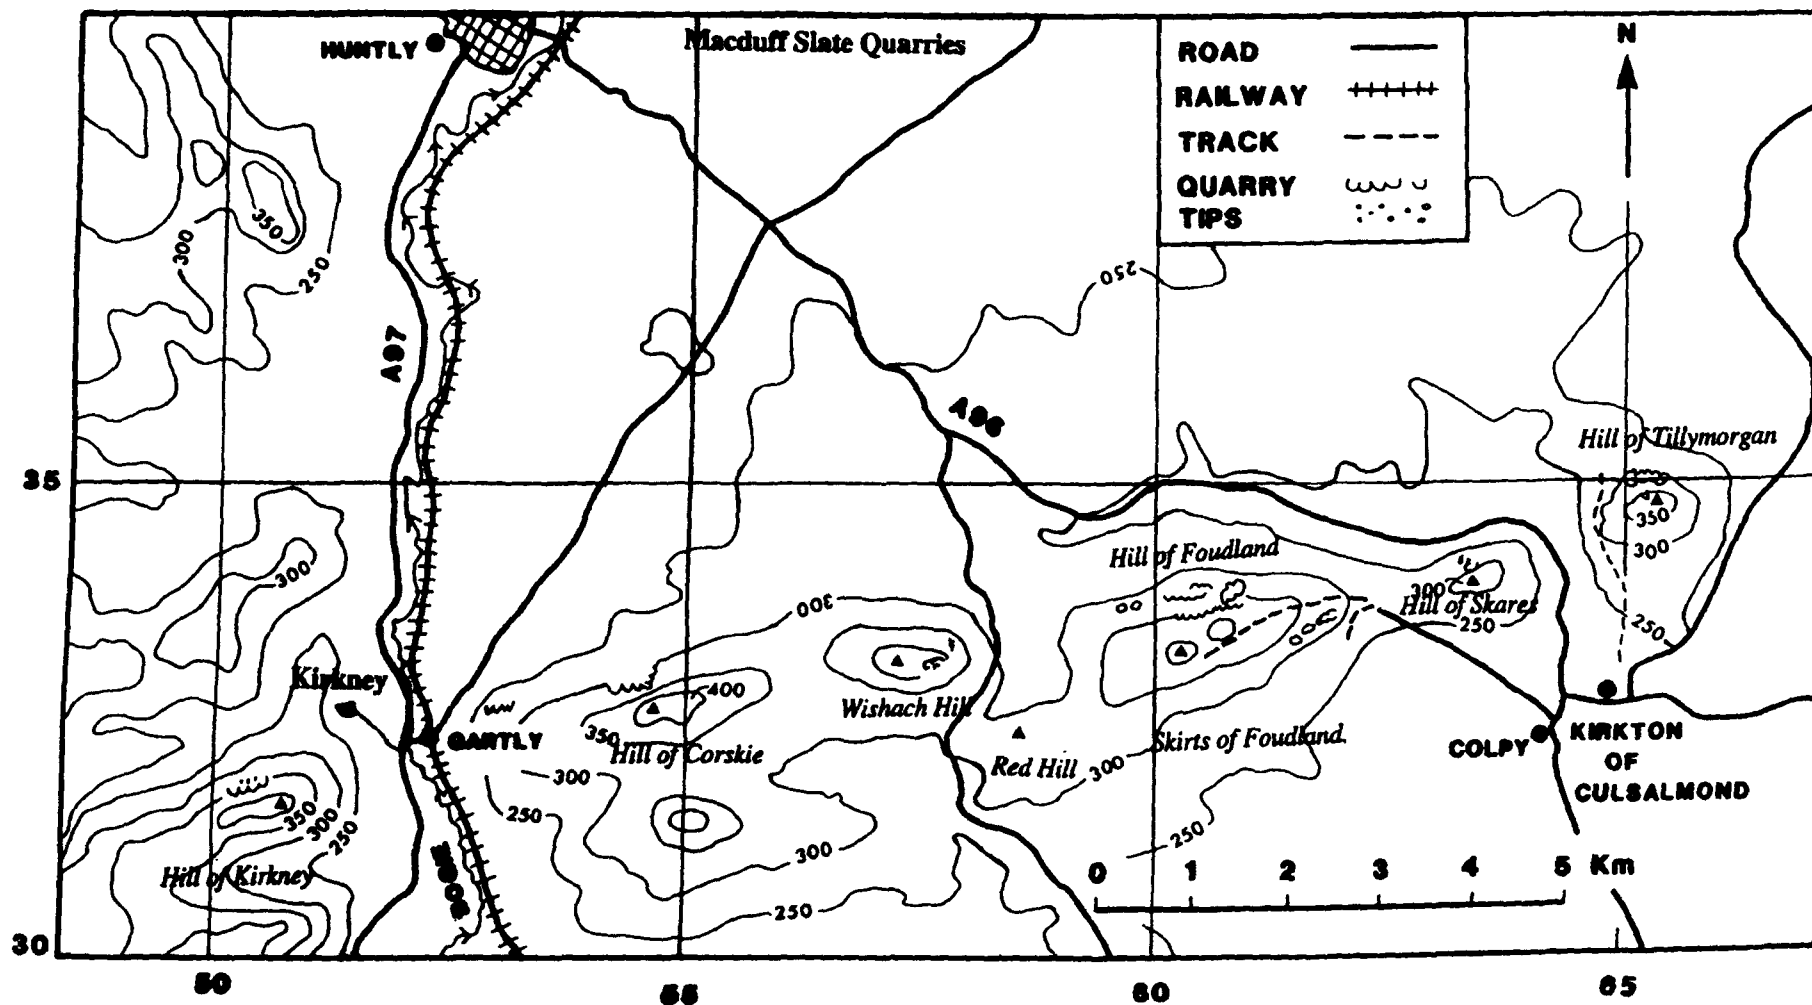 HUNTLY
Macduff Slate Quarries
ROAD
RAILWAY
TRACK
QUARRY
TIPS
N
350
300
250
250
A97
A96
Hill of Tillymorgan
35
350
300
250
300
Hill of Foudland
300
Hill of Skares
250
300
Kirkney
400
Wishach Hill
GARTLY
350
Hill of Corskie
Skirts of Foudland.
Red Hill
300
COLPY
KIRKTON
OF
CULSALMOND
300
350
300
250
250
250
300
Hill of Kirkney
0 1 2 3 4 5 Km
250
30
50
55
60
65